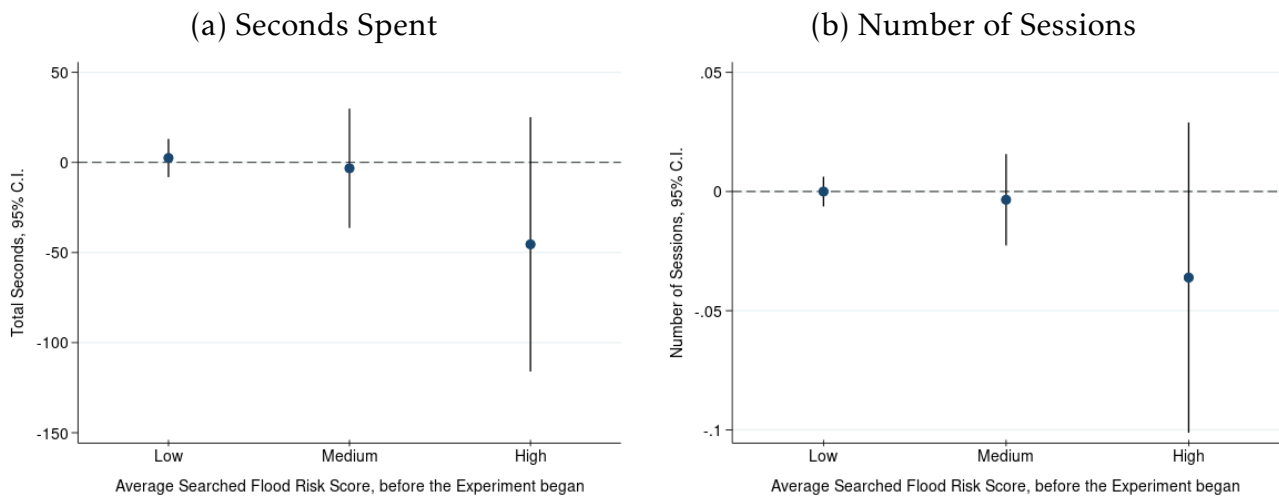 (a) Seconds Spent
50
0
-50
-100
-150
Total Seconds, 95% C.I.
Low Medium High
Average Searched Flood Risk Score, before the Experiment began
(b) Number of Sessions
.05
0
-.05
-.1
Number of Sessions, 95% C.I.
Low Medium High
Average Searched Flood Risk Score, before the Experiment began